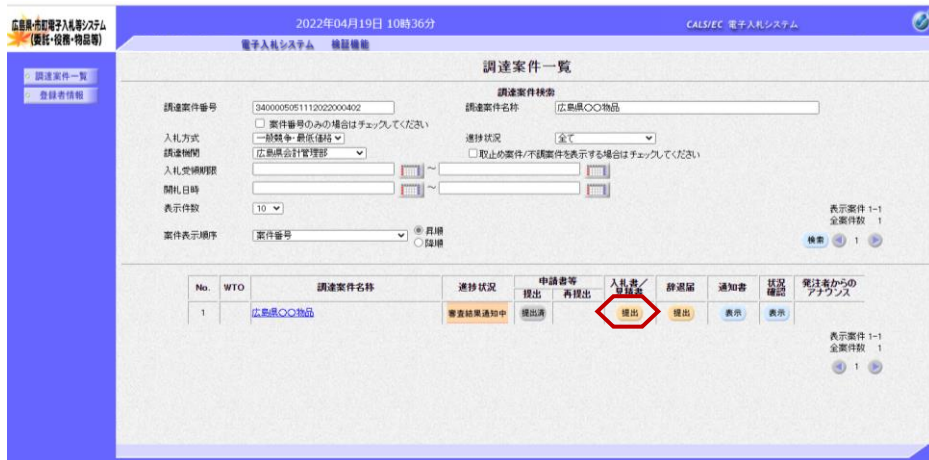 広島県・市町電子入札等システム
(委託・役務・物品等)
2022年04月19日 10時36分
CALS/EC 電子入札システム
電子入札システム 検証機能
調達案件一覧
登録者情報
調達案件一覧
調達案件検索
調達案件番号 3400005051112022000402 調達案件名称 広島県〇〇物品
案件番号のみの場合はチェックしてください
入札方式 一般競争・最低価格 進捗状況 全て
調達機関 広島県会計管理部 取止め案件/不調案件を表示する場合はチェックしてください
入札受領期限 ~
開札日時 ~
表示件数 10
表示案件 1-1
全案件数 1
案件表示順序 案件番号 昇順
降順
検索 1
No. WTO 調達案件名称 進捗状況 申請書等 入札書/見積書 辞退届 通知書 状況確認 発注者からのアナウンス
提出 再提出
1 広島県〇〇物品 審査結果通知中 提出済 提出 提出 表示 表示
表示案件 1-1
全案件数 1
1